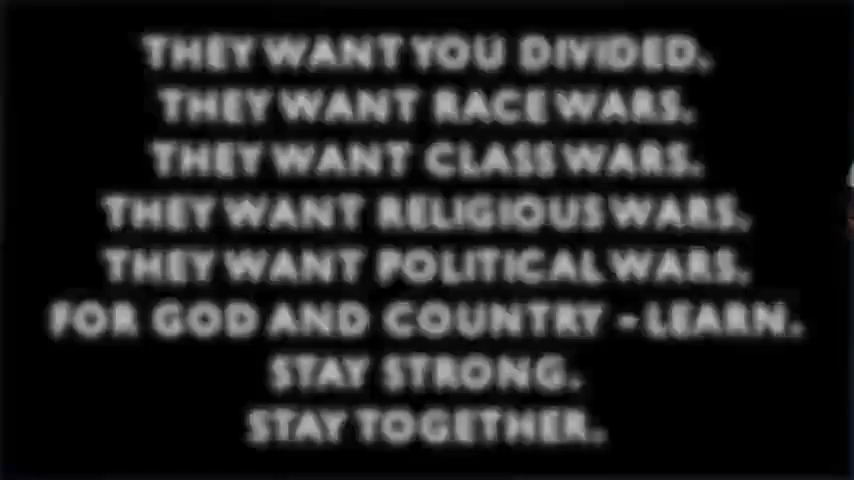 THEY WANT YOU DIVIDED.
THEY WANT RACE WARS.
THEY WANT CLASS WARS.
THEY WANT RELIGIOUS WARS.
THEY WANT POLITICAL WARS.
FOR GOD AND COUNTRY - LEARN.
STAY STRONG.
STAY TOGETHER.